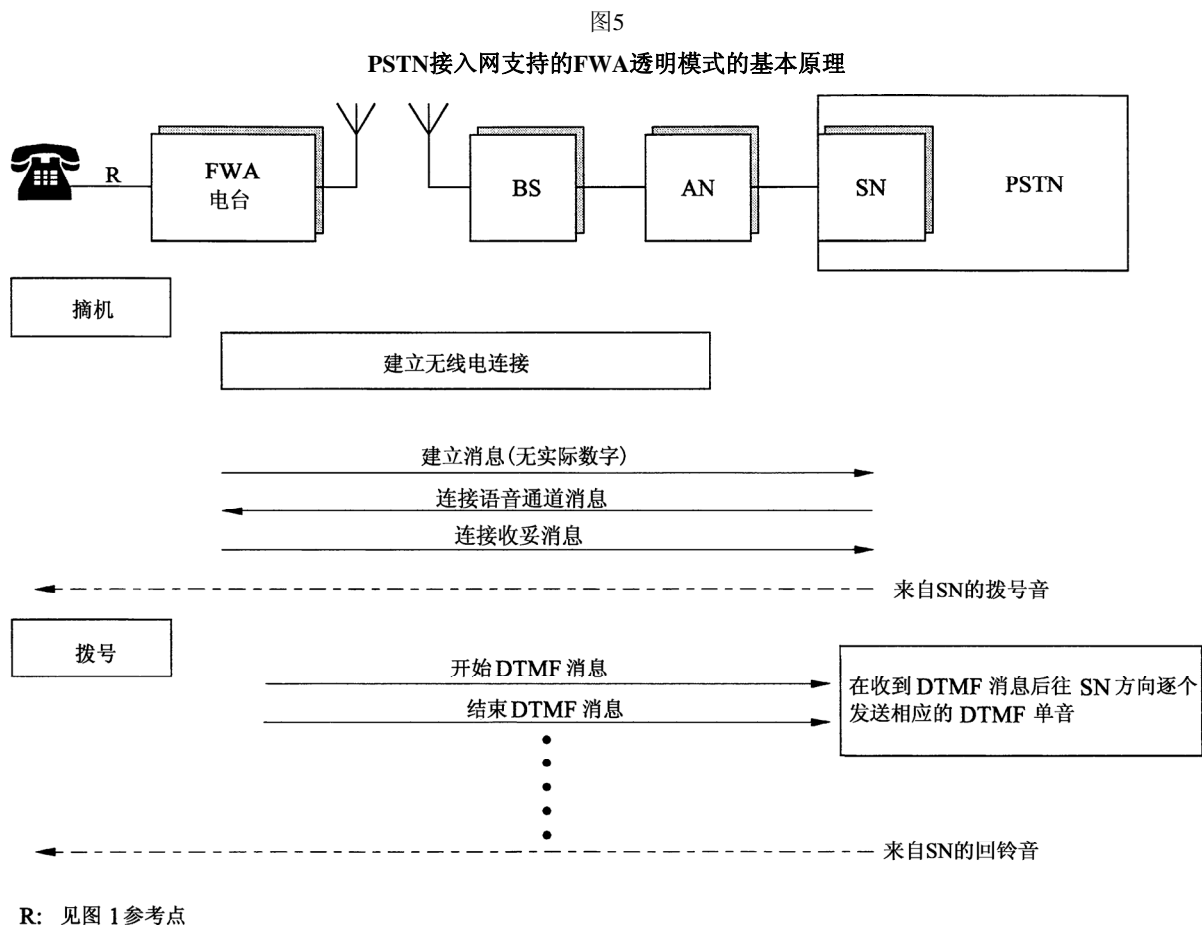 图5
PSTN接入网支持的FWA透明模式的基本原理
R
FWA
电台
BS
AN
SN
PSTN
摘机
建立无线电连接
建立消息(无实际数字)
连接语音通道消息
连接收妥消息
来自SN的拨号音
拨号
开始 DTMF 消息
结束 DTMF 消息
在收到 DTMF 消息后往 SN 方向逐个
发送相应的 DTMF 单音
来自SN的回铃音
R: 见图 1 参考点